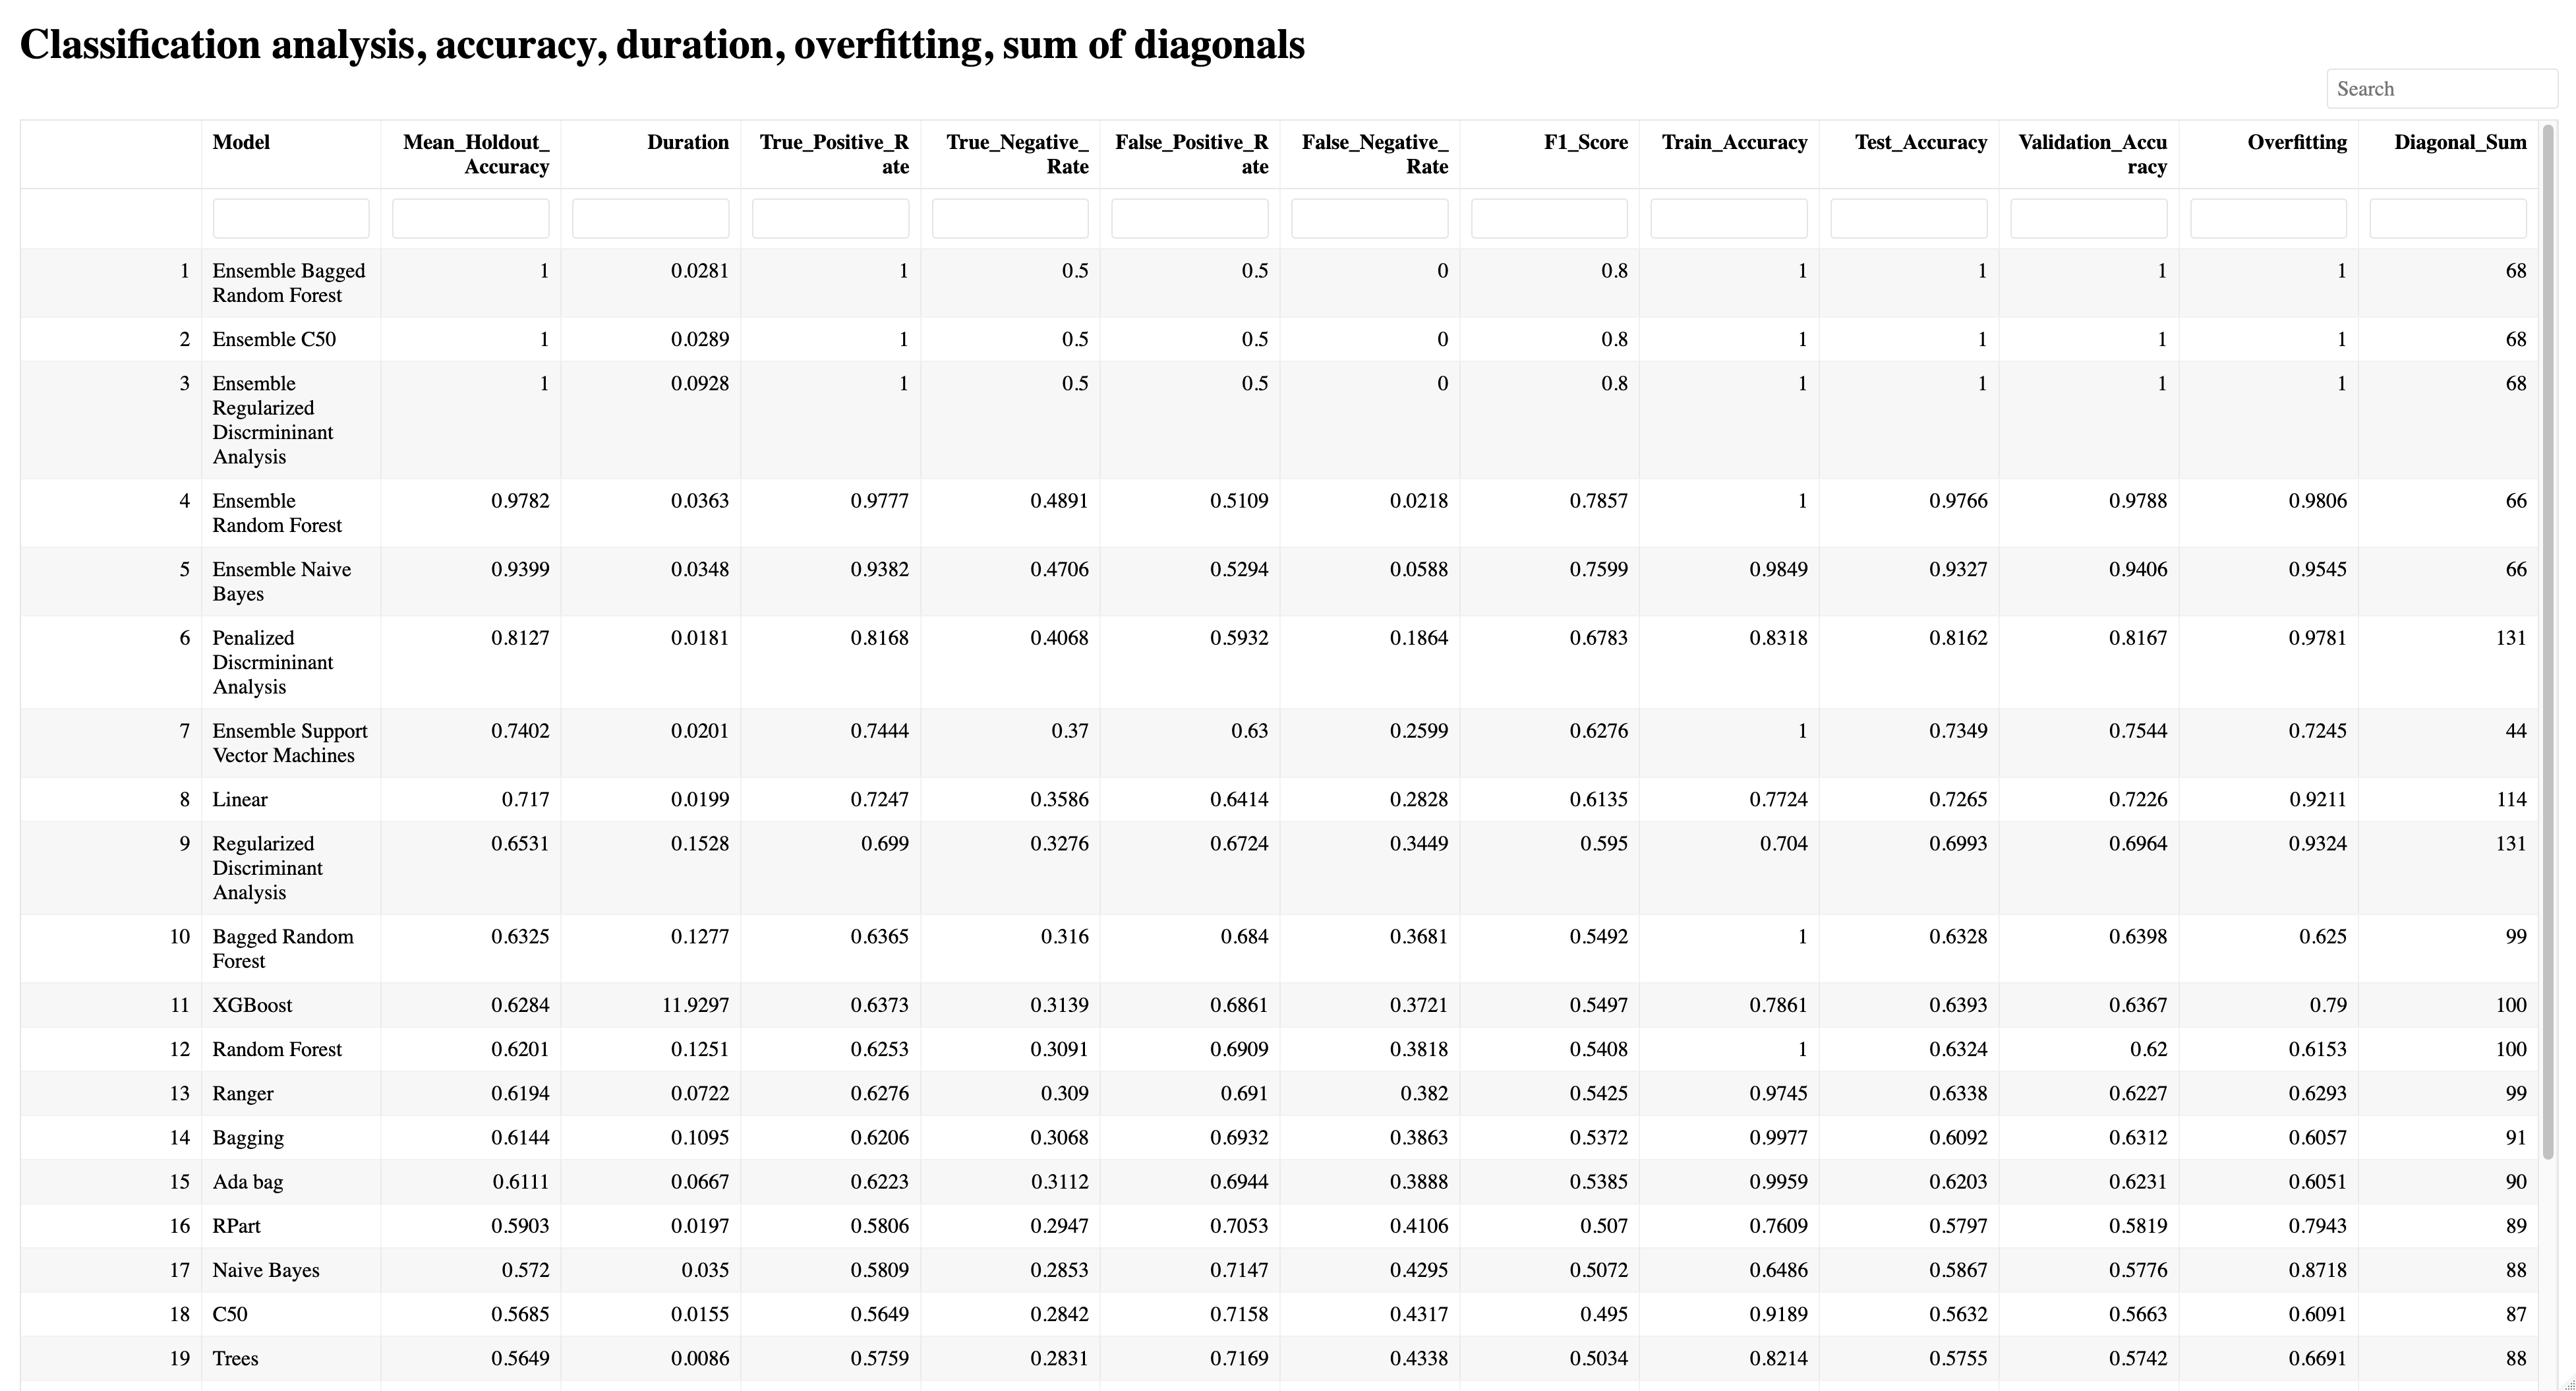 Classification analysis, accuracy, duration, overfitting, sum of diagonals
Search
Model Mean_Holdout_ Duration True_Positive_R True_Negative_ False_Positive_R False_Negative_ F1_Score Train_Accuracy Test_Accuracy Validation_Accu Overfitting Diagonal_Sum
Accuracy ate Rate ate Rate racy
1 Ensemble Bagged 1 0.0281 1 0.5 0.5 0 0.8 1 1 1 1 68
Random Forest
2 Ensemble C50 1 0.0289 1 0.5 0.5 0 0.8 1 1 1 1 68
3 Ensemble 1 0.0928 1 0.5 0.5 0 0.8 1 1 1 1 68
Regularized
Discrmininant
Analysis
4 Ensemble 0.9782 0.0363 0.9777 0.4891 0.5109 0.0218 0.7857 1 0.9766 0.9788 0.9806 66
Random Forest
5 Ensemble Naive 0.9399 0.0348 0.9382 0.4706 0.5294 0.0588 0.7599 0.9849 0.9327 0.9406 0.9545 66
Bayes
6 Penalized 0.8127 0.0181 0.8168 0.4068 0.5932 0.1864 0.6783 0.8318 0.8162 0.8167 0.9781 131
Discrmininant
Analysis
7 Ensemble Support 0.7402 0.0201 0.7444 0.37 0.63 0.2599 0.6276 1 0.7349 0.7544 0.7245 44
Vector Machines
8 Linear 0.717 0.0199 0.7247 0.3586 0.6414 0.2828 0.6135 0.7724 0.7265 0.7226 0.9211 114
9 Regularized 0.6531 0.1528 0.699 0.3276 0.6724 0.3449 0.595 0.704 0.6993 0.6964 0.9324 131
Discriminant
Analysis
10 Bagged Random 0.6325 0.1277 0.6365 0.316 0.684 0.3681 0.5492 1 0.6328 0.6398 0.625 99
Forest
11 XGBoost 0.6284 11.9297 0.6373 0.3139 0.6861 0.3721 0.5497 0.7861 0.6393 0.6367 0.79 100
12 Random Forest 0.6201 0.1251 0.6253 0.3091 0.6909 0.3818 0.5408 1 0.6324 0.62 0.6153 100
13 Ranger 0.6194 0.0722 0.6276 0.309 0.691 0.382 0.5425 0.9745 0.6338 0.6227 0.6293 99
14 Bagging 0.6144 0.1095 0.6206 0.3068 0.6932 0.3863 0.5372 0.9977 0.6092 0.6312 0.6057 91
15 Ada bag 0.6111 0.0667 0.6223 0.3112 0.6944 0.3888 0.5385 0.9959 0.6203 0.6231 0.6051 90
16 RPart 0.5903 0.0197 0.5806 0.2947 0.7053 0.4106 0.507 0.7609 0.5797 0.5819 0.7943 89
17 Naive Bayes 0.572 0.035 0.5809 0.2853 0.7147 0.4295 0.5072 0.6486 0.5867 0.5776 0.8718 88
18 C50 0.5685 0.0155 0.5649 0.2842 0.7158 0.4317 0.495 0.9189 0.5632 0.5663 0.6091 87
19 Trees 0.5649 0.0086 0.5759 0.2831 0.7169 0.4338 0.5034 0.8214 0.5755 0.5742 0.6691 88